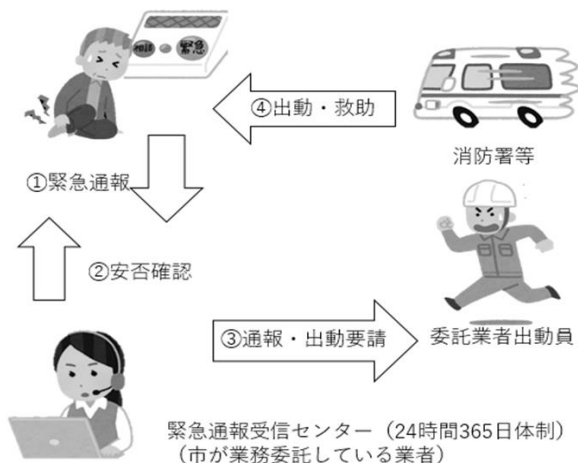 相談
緊急
④出動・救助
消防署等
①緊急通報
②安否確認
③通報・出動要請
委託業者出動員
緊急通報受信センター（24時間365日体制）
（市が業務委託している業者）